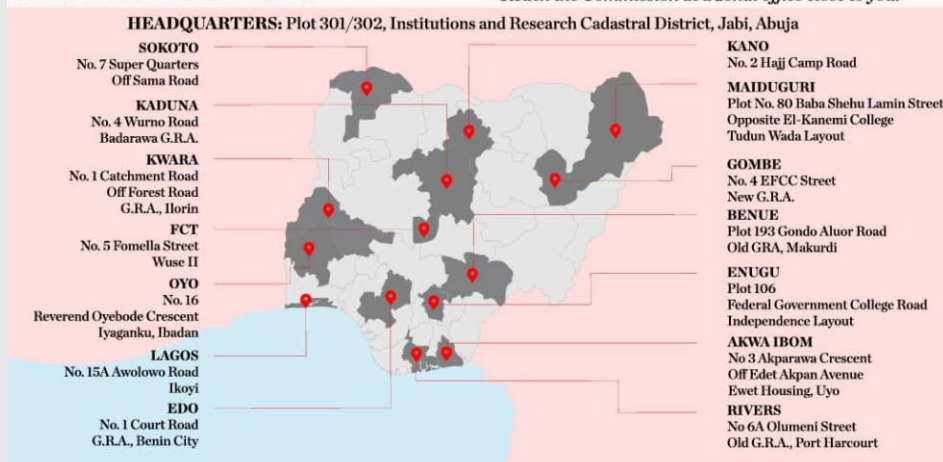 HEADQUARTERS: Plot 301/302, Institutions and Research Cadastral District, Jabi, Abuja
SOKOTO
No. 7 Super Quarters
Off Sama Road
KADUNA
No. 4 Wurno Road
Badarawa G.R.A.
KWARA
No. 1 Catchment Road
Off Forest Road
G.R.A., Ilorin
FCT
No. 5 Fomella Street
Wuse II
OYO
No. 16
Reverend Oyebode Crescent
Iyaganku, Ibadan
LAGOS
No. 15A Awolowo Road
Ikoyi
EDO
No. 1 Court Road
G.R.A., Benin City
KANO
No. 2 Hajj Camp Road
MAIDUGURI
Plot No. 80 Baba Shehu Lamin Street
Opposite El-Kanemi College
Tudun Wada Layout
GOMBE
No. 4 EFCC Street
New G.R.A.
BENUE
Plot 193 Gondo Aluor Road
Old GRA, Makurdi
ENUGU
Plot 106
Federal Government College Road
Independence Layout
AKWA IBOM
No 3 Akparawa Crescent
Off Edet Akpan Avenue
Ewet Housing, Uyo
RIVERS
No 6A Olumeni Street
Old G.R.A., Port Harcourt